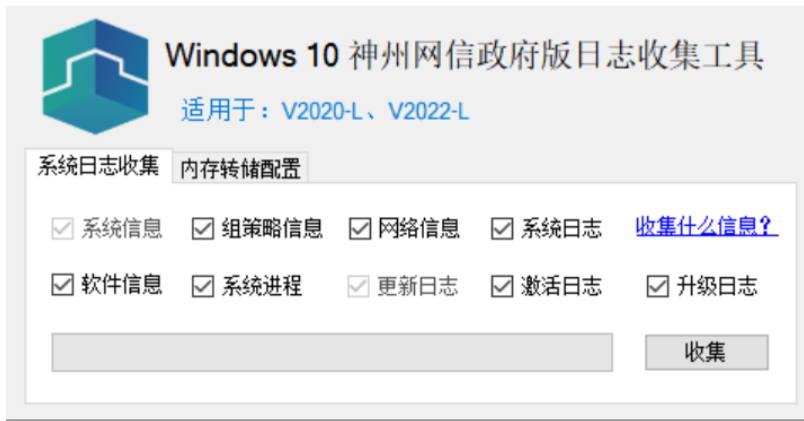 Windows 10 神州网信政府版日志收集工具
适用于：V2020-L、V2022-L
系统日志收集 内存转储配置
系统信息 组策略信息 网络信息 系统日志 收集什么信息？
软件信息 系统进程 更新日志 激活日志 升级日志
收集